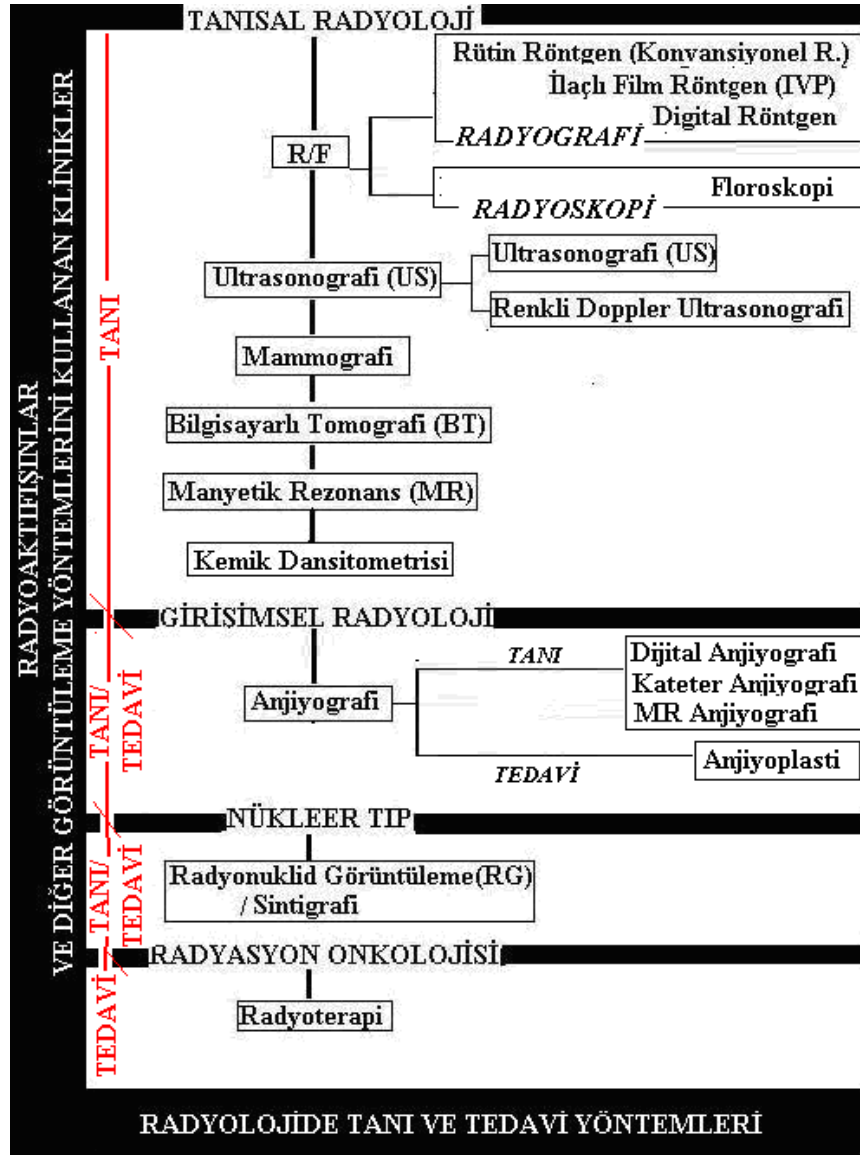 RADYOAKTİFIŞINLAR
VE DİĞER GÖRÜNTÜLEME YÖNTEMLERİNİ KULLANAN KLİNİKLER
TANISAL RADYOLOJİ
TANI
R/F
Rütin Röntgen (Konvansiyonel R.)
İlaçlı Film Röntgen (IVP)
Digital Röntgen
RADYOGRAFİ
Floroskopi
RADYOSKOPİ
Ultrasonografi (US)
Ultrasonografi (US)
Renkli Doppler Ultrasonografi
Mammografi
Bilgisayarlı Tomografi (BT)
Manyetik Rezonans (MR)
Kemik Dansitometrisi
GİRİŞİMSEL RADYOLOJİ
TANI/
TEDAVİ
Anjiyografi
TANI
Dijital Anjiyografi
Kateter Anjiyografi
MR Anjiyografi
TEDAVİ
Anjiyoplasti
NÜKLEER TIP
TANI/
TEDAVİ
Radyonuklid Görüntüleme(RG)
/ Sintigrafi
RADYASYON ONKOLOJİSİ
TEDAVİ
Radyoterapi
RADYOLOJİDE TANI VE TEDAVİ YÖNTEMLERİ